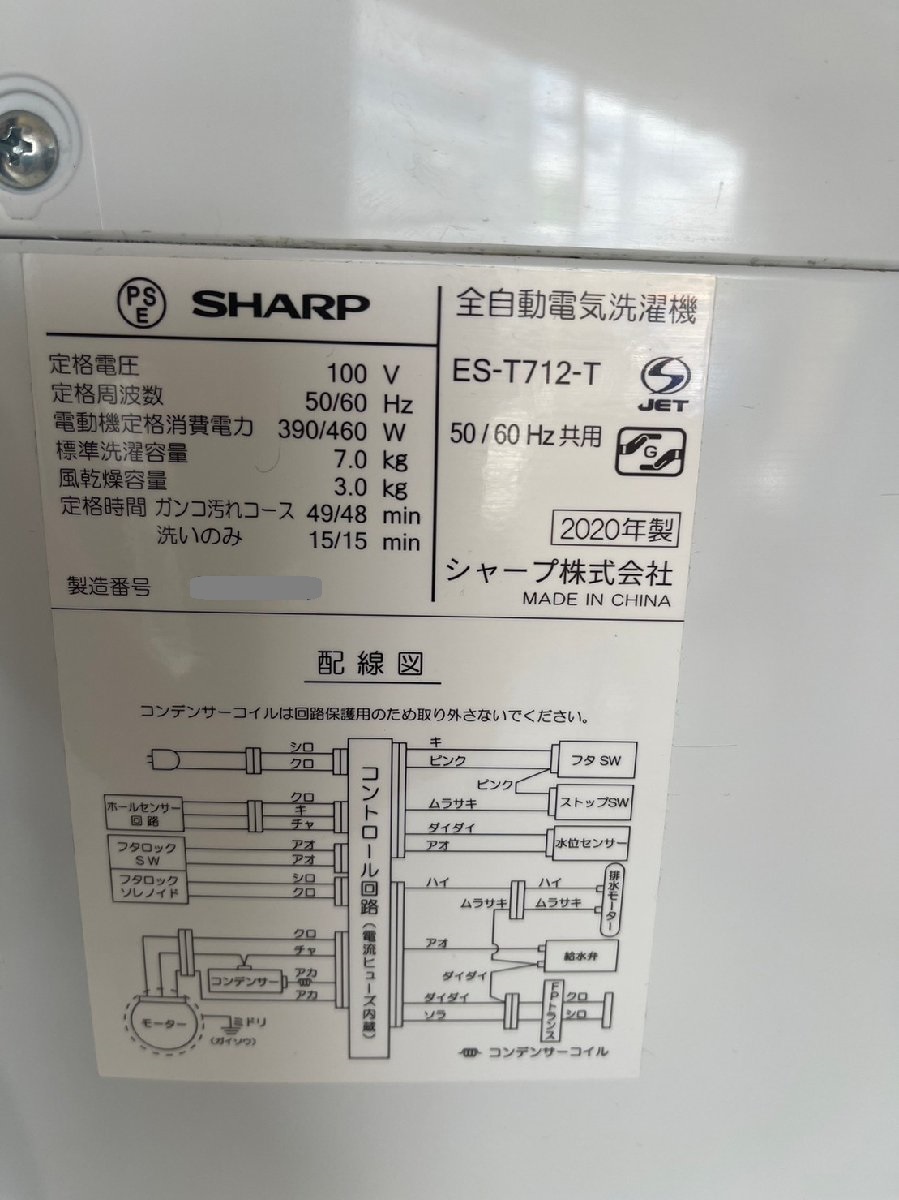 PS
E
SHARP
定格電圧 100 V
定格周波数 50/60 Hz
電動機定格消費電力 390/460 W
標準洗濯容量 7.0 kg
風乾燥容量 3.0 kg
定格時間 ガンコ汚れコース 49/48 min
洗いのみ 15/15 min
製造番号
全自動電気洗濯機
ES-T712-T
S
JET
50/60Hz共用
G
2020年製
シャープ株式会社
MADE IN CHINA
配線図
コンデンサーコイルは回路保護用のため取り外さないでください。
シロ
クロ
ホールセンサー
回路
クロ
キ
チャ
フタロック
SW
アオ
アオ
フタロック
ソレノイド
シロ
クロ
クロ
チャ
コンデンサー
アカ
アカ
モーター
ミドリ
(ガイソウ)
コントロール回路(電流ヒューズ内蔵)
キ
ピンク
フタSW
ピンク
ムラサキ
ストップSW
ダイダイ
アオ
水位センサー
ハイ
ハイ
ムラサキ
ムラサキ
排水モーター
アオ
給水弁
ダイダイ
ダイダイ
ソラ
FPトランス
クロ
シロ
コンデンサーコイル